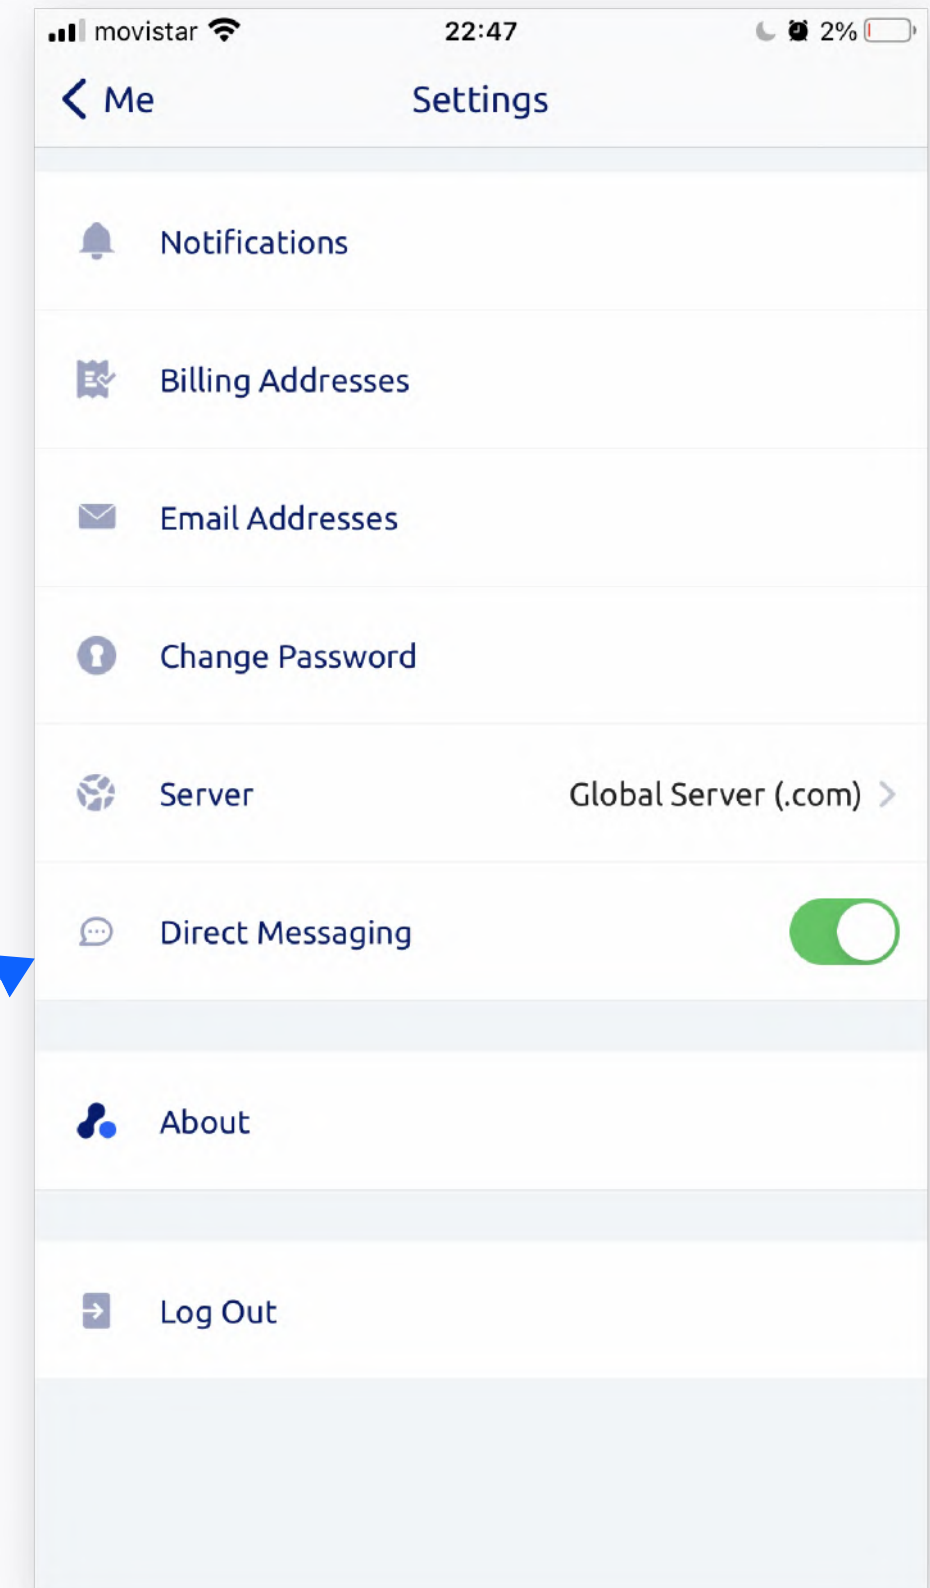 movistar 22:47 2%
Me Settings
Notifications
Billing Addresses
Email Addresses
Change Password
Server Global Server (.com)
Direct Messaging
About
Log Out